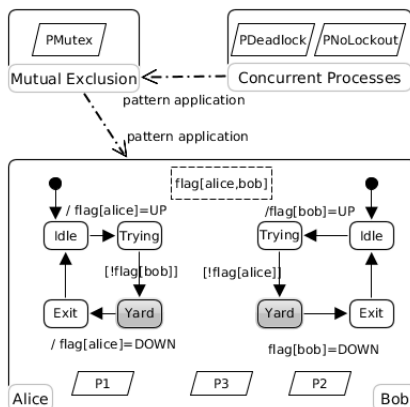 PMutex
PDeadlock PNoLockout
Mutual Exclusion
Concurrent Processes
pattern application
pattern application
flag[alice,bob]
/ flag[alice]=UP
/flag[bob]=UP
Idle Trying Trying Idle
[!flag[bob]] [!flag[alice]]
Exit Yard Yard Exit
/ flag[alice]=DOWN
flag[bob]=DOWN
P1 P3 P2
Alice Bob